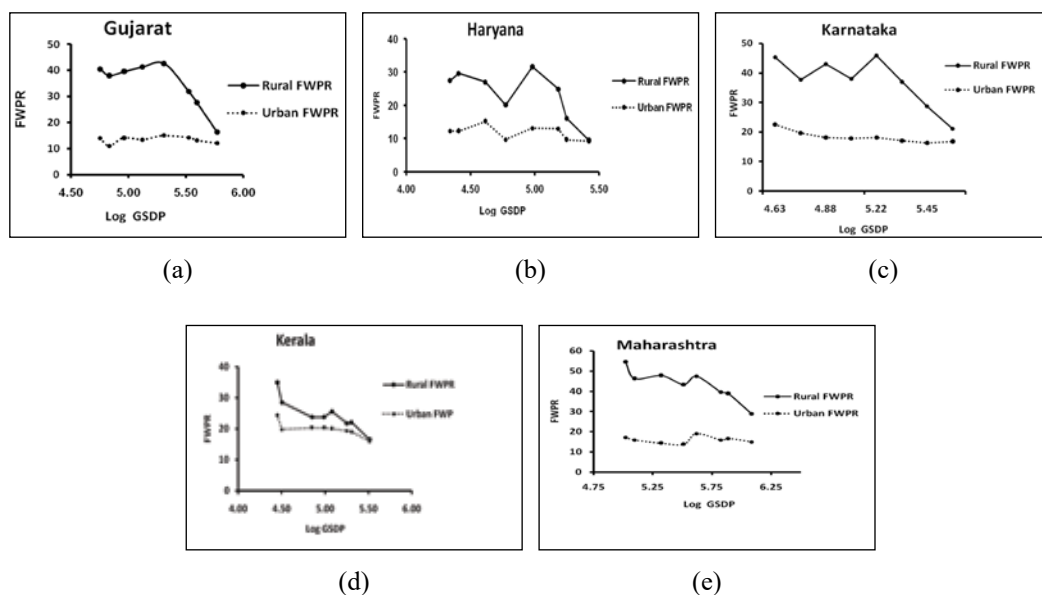 Gujarat
50
40
30
20
10
0
FWPR
4.50 5.00 5.50 6.00
Log GSDP
Rural FWPR
Urban FWPR
(a)
Haryana
40
30
20
10
0
FWPR
4.00 4.50 5.00 5.50
Log GSDP
Rural FWPR
Urban FWPR
(b)
Karnataka
50
40
30
20
10
0
FWPR
4.63 4.88 5.22 5.45
Log GSDP
Rural FWPR
Urban FWPR
(c)
Kerala
40
30
20
10
0
FWPR
4.00 4.50 5.00 5.50 6.00
Log GSDP
Rural FWPR
Urban FWP
(d)
Maharashtra
60
50
40
30
20
10
0
FWPR
4.75 5.25 5.75 6.25
Log GSDP
Rural FWPR
Urban FWPR
(e)